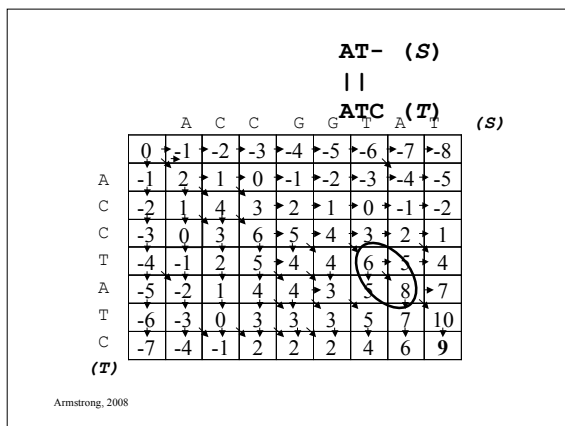 AT- (S)
||
ATC (T)
A C C G G T A T (S)
0 -1 -2 -3 -4 -5 -6 -7 -8
A -1 2 1 0 -1 -2 -3 -4 -5
C -2 1 4 3 2 1 0 -1 -2
C -3 0 3 6 5 4 3 2 1
T -4 -1 2 5 4 4 6 5 4
A -5 -2 1 4 4 3 5 8 7
T -6 -3 0 3 3 3 5 7 10
C -7 -4 -1 2 2 2 4 6 9
(T)
Armstrong, 2008